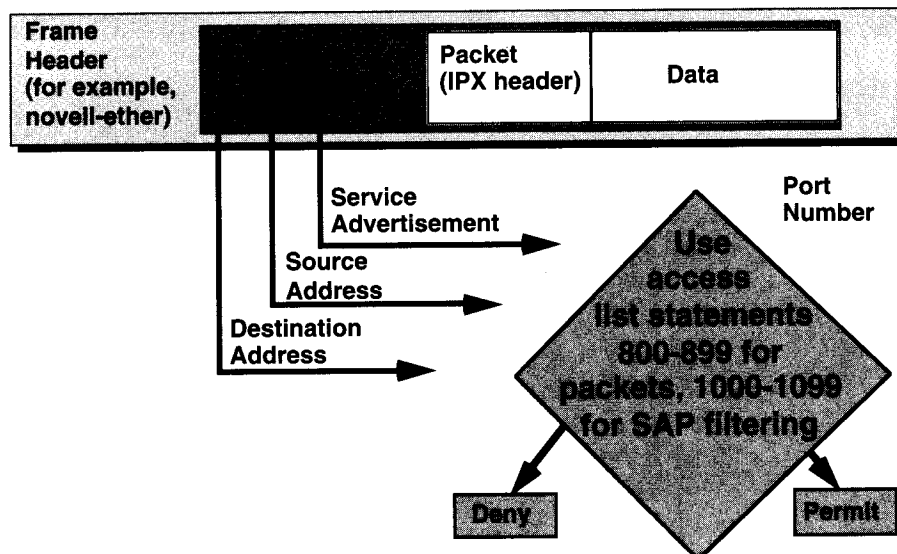 Frame
Header
(for example,
novell-ether)
Packet
(IPX header)
Data
Service
Advertisement
Source
Address
Destination
Address
Port
Number
Use
access
list statements
800-899 for
packets, 1000-1099
for SAP filtering
Deny
Permit